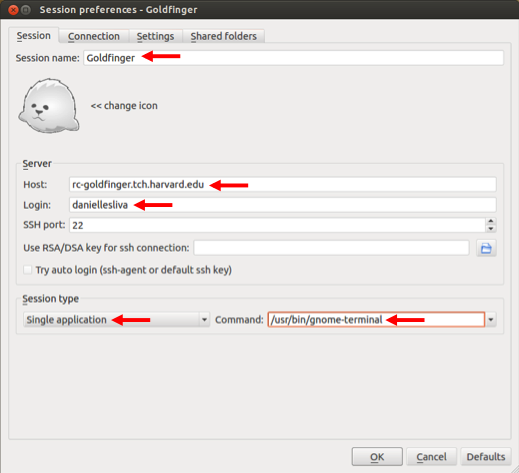 Session preferences - Goldfinger
Session Connection Settings Shared folders
Session name: Goldfinger
<< change icon
Server
Host: rc-goldfinger.tch.harvard.edu
Login: daniellesliva
SSH port: 22
Use RSA/DSA key for ssh connection:
Try auto login (ssh-agent or default ssh key)
Session type
Single application Command: /usr/bin/gnome-terminal
OK Cancel Defaults